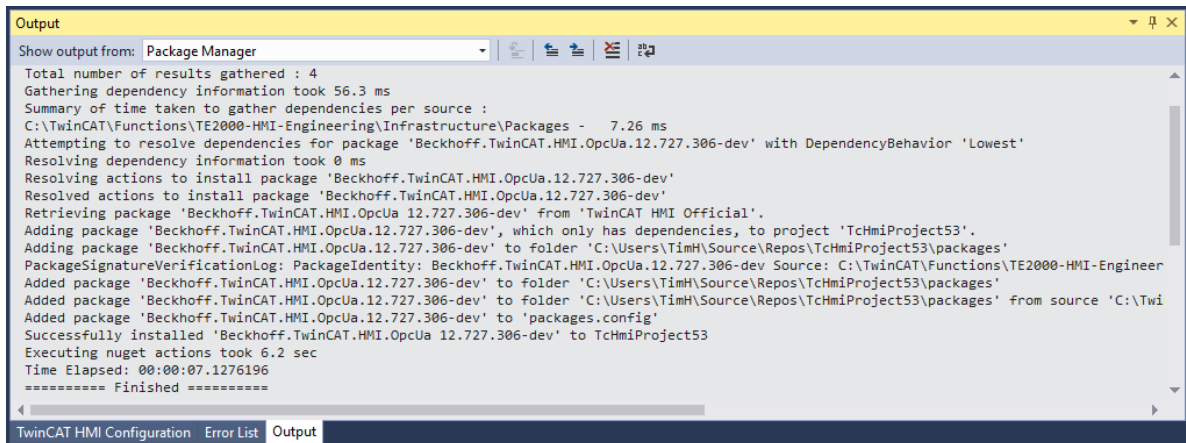 Output
Show output from: Package Manager
Total number of results gathered : 4
Gathering dependency information took 56.3 ms
Summary of time taken to gather dependencies per source :
C:\TwinCAT\Functions\TE2000-HMI-Engineering\Infrastructure\Packages -   7.26 ms
Attempting to resolve dependencies for package 'Beckhoff.TwinCAT.HMI.OpcUa.12.727.306-dev' with DependencyBehavior 'Lowest'
Resolving dependency information took 0 ms
Resolving actions to install package 'Beckhoff.TwinCAT.HMI.OpcUa.12.727.306-dev'
Resolved actions to install package 'Beckhoff.TwinCAT.HMI.OpcUa.12.727.306-dev'
Retrieving package 'Beckhoff.TwinCAT.HMI.OpcUa 12.727.306-dev' from 'TwinCAT HMI Official'.
Adding package 'Beckhoff.TwinCAT.HMI.OpcUa.12.727.306-dev', which only has dependencies, to project 'TcHmiProject53'.
Adding package 'Beckhoff.TwinCAT.HMI.OpcUa.12.727.306-dev' to folder 'C:\Users\TimH\Source\Repos\TcHmiProject53\packages'
PackageSignatureVerificationLog: PackageIdentity: Beckhoff.TwinCAT.HMI.OpcUa.12.727.306-dev Source: C:\TwinCAT\Functions\TE2000-HMI-Engineer
Added package 'Beckhoff.TwinCAT.HMI.OpcUa.12.727.306-dev' to folder 'C:\Users\TimH\Source\Repos\TcHmiProject53\packages'
Added package 'Beckhoff.TwinCAT.HMI.OpcUa.12.727.306-dev' to folder 'C:\Users\TimH\Source\Repos\TcHmiProject53\packages' from source 'C:\Twi
Added package 'Beckhoff.TwinCAT.HMI.OpcUa.12.727.306-dev' to 'packages.config'
Successfully installed 'Beckhoff.TwinCAT.HMI.OpcUa 12.727.306-dev' to TcHmiProject53
Executing nuget actions took 6.2 sec
Time Elapsed: 00:00:07.1276196
========== Finished ==========
TwinCAT HMI Configuration Error List Output